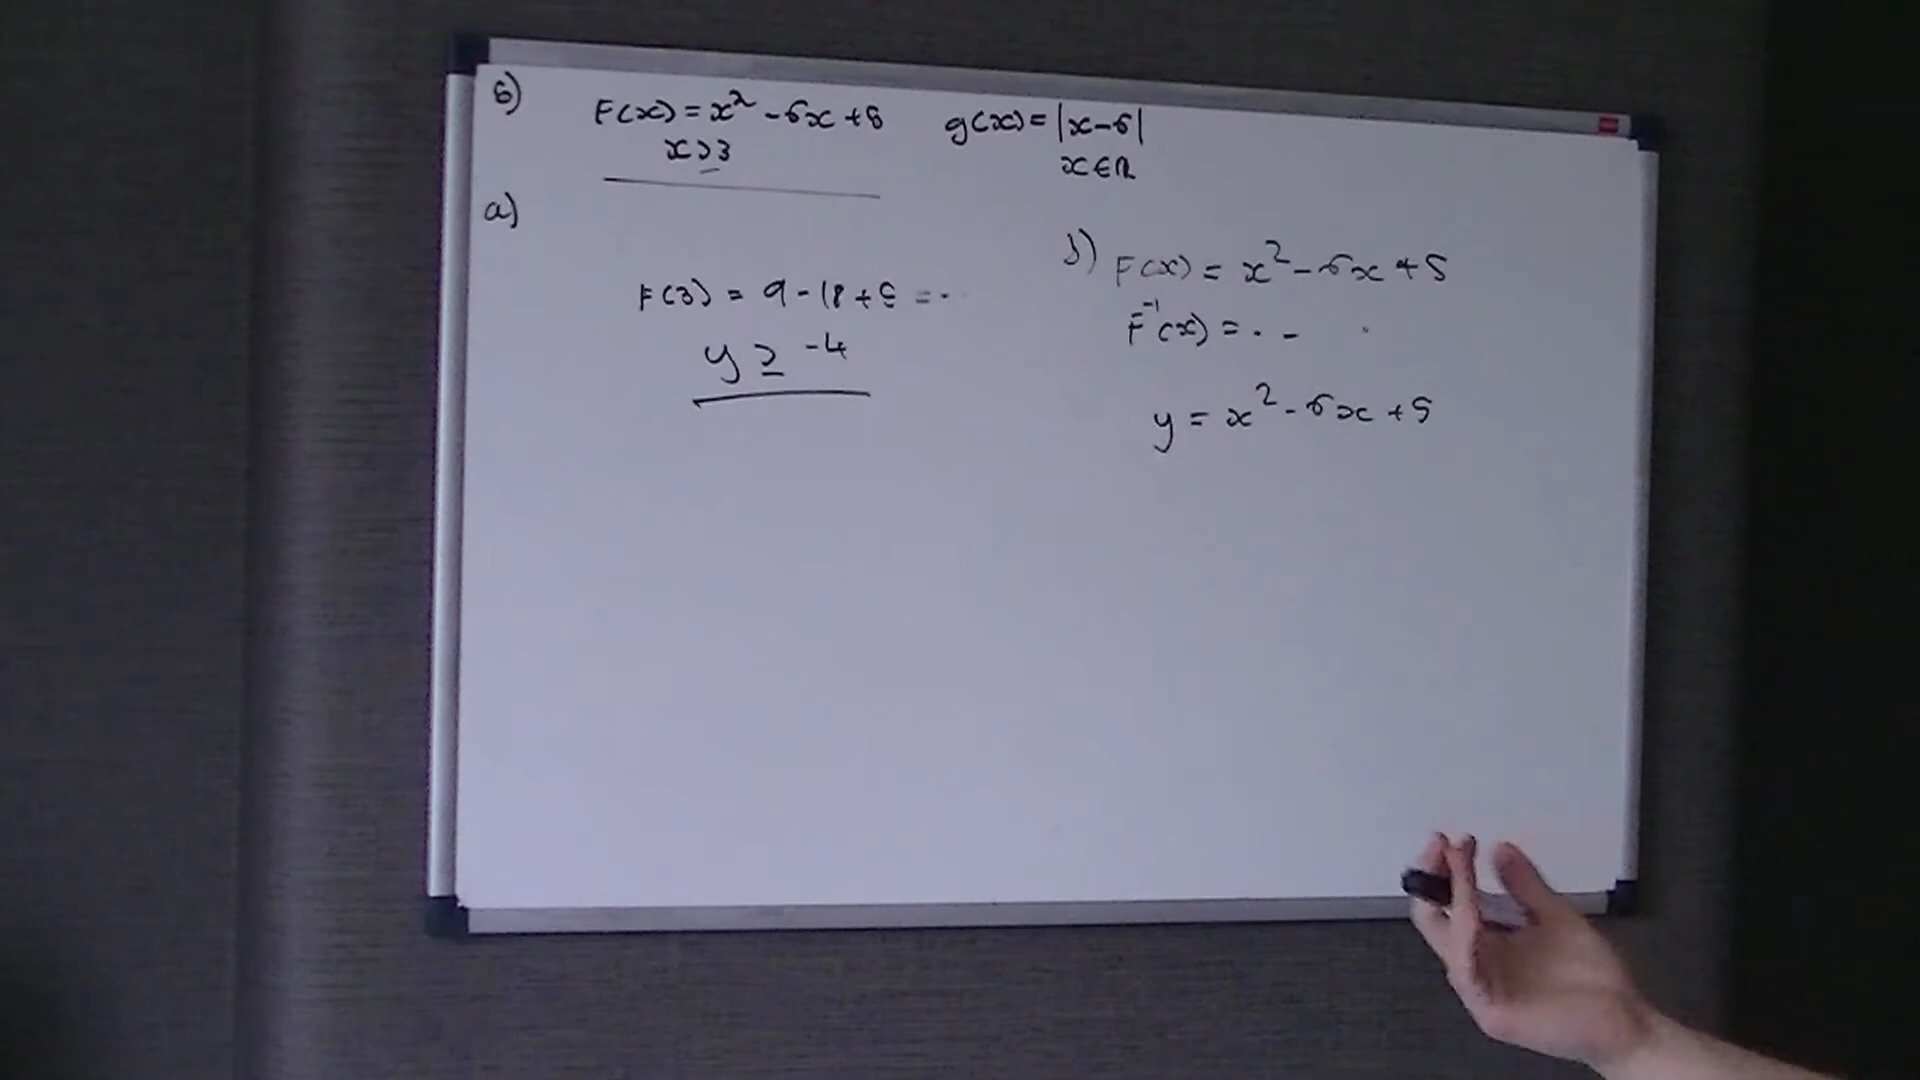 6) F(x) = x² - 6x + 5 g(x) = |x - 6|
x ≥ 3 x ∈ ℝ
a)
F(3) = 9 - 18 + 5 = ..
y ≥ -4
b) F(x) = x² - 6x + 5
F⁻¹(x) = . -
y = x² - 6x + 5